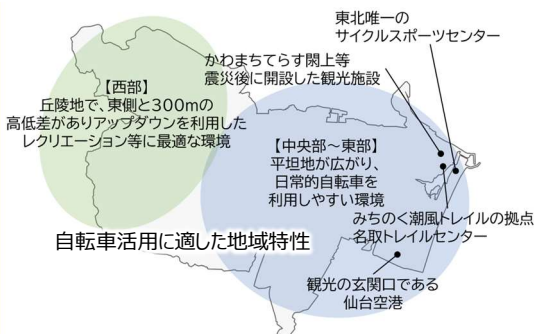 東北唯一の
サイクルスポーツセンター
かわまちてらす閖上等
震災後に開設した観光施設
【西部】
丘陵地で、東側と300mの
高低差がありアップダウンを利用した
レクリエーション等に最適な環境
【中央部～東部】
平坦地が広がり、
日常的自転車を
利用しやすい環境
みちのく潮風トレイルの拠点
名取トレイルセンター
自転車活用に適した地域特性
観光の玄関口である
仙台空港